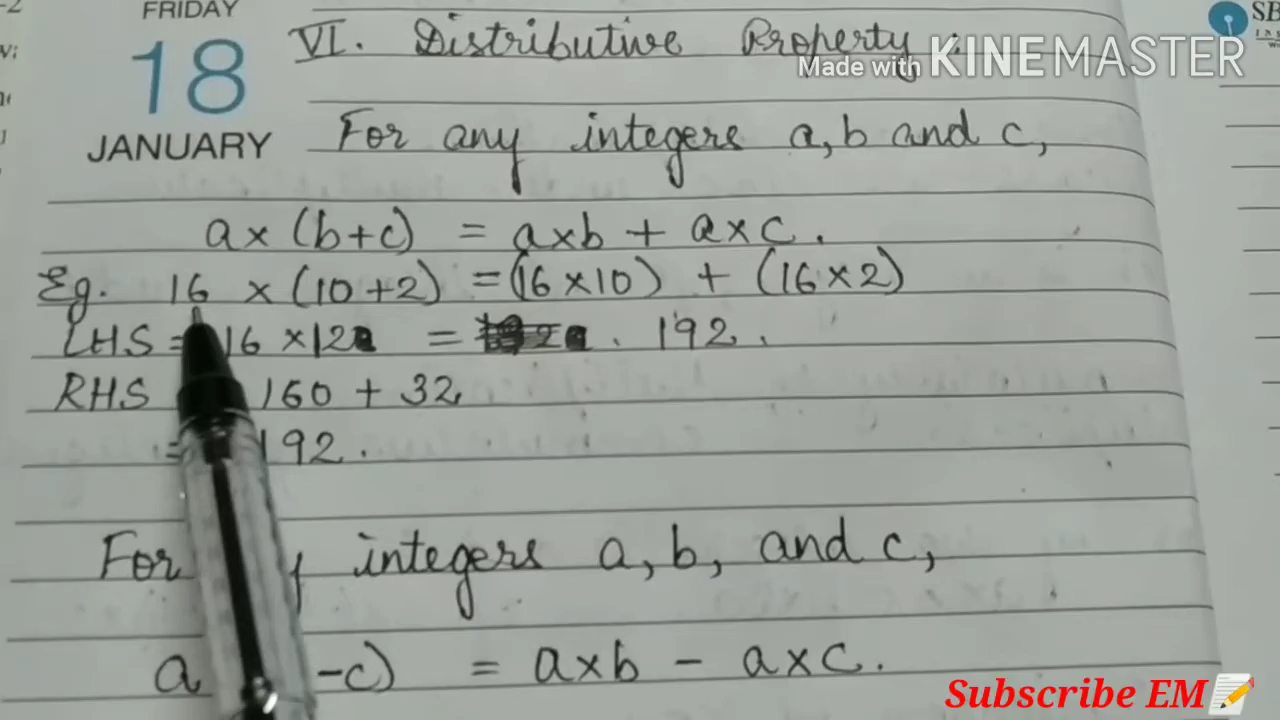 FRIDAY
18
JANUARY
VI. Distributive Property :
Made with KINEMASTER
SB
For any integers a, b and c,
a × (b+c) = a×b + a×c.
Eg. 16 × (10+2) = (16×10) + (16×2)
LHS = 16 × 12 = 192.
RHS 160 + 32
= 192.
For integers a, b, and c,
a -c) = a×b - a×c.
Subscribe EM📝